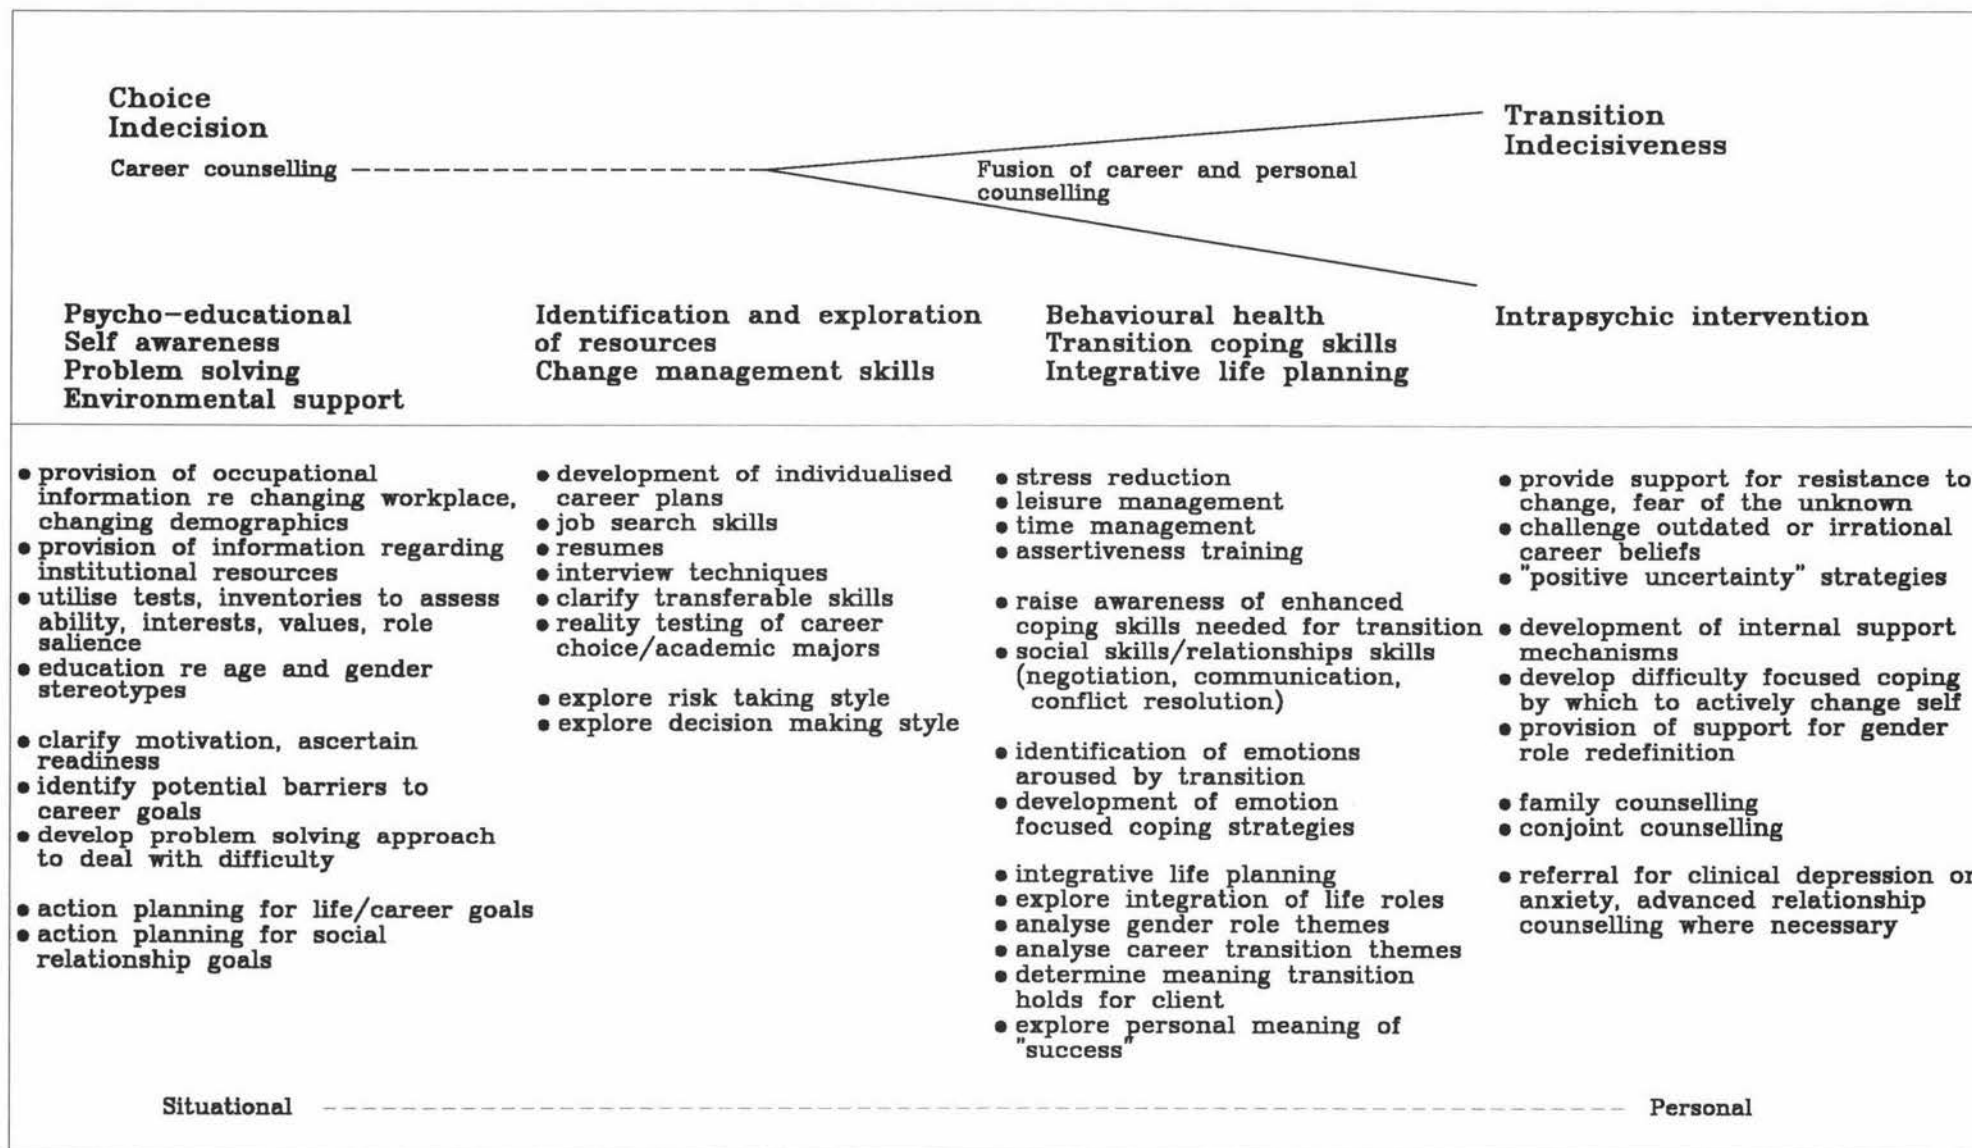 Choice
Indecision
Career counselling
Fusion of career and personal
counselling
Transition
Indecisiveness
Psycho-educational
Self awareness
Problem solving
Environmental support
Identification and exploration
of resources
Change management skills
Behavioural health
Transition coping skills
Integrative life planning
Intrapsychic intervention
• provision of occupational
information re changing workplace,
changing demographics
• provision of information regarding
institutional resources
• utilise tests, inventories to assess
ability, interests, values, role
salience
• education re age and gender
stereotypes
• clarify motivation, ascertain
readiness
• identify potential barriers to
career goals
• develop problem solving approach
to deal with difficulty
• action planning for life/career goals
• action planning for social
relationship goals
• development of individualised
career plans
• job search skills
• resumes
• interview techniques
• clarify transferable skills
• reality testing of career
choice/academic majors
• explore risk taking style
• explore decision making style
• stress reduction
• leisure management
• time management
• assertiveness training
• raise awareness of enhanced
coping skills needed for transition
• social skills/relationships skills
(negotiation, communication,
conflict resolution)
• identification of emotions
aroused by transition
• development of emotion
focused coping strategies
• integrative life planning
• explore integration of life roles
• analyse gender role themes
• analyse career transition themes
• determine meaning transition
holds for client
• explore personal meaning of
"success"
• provide support for resistance to
change, fear of the unknown
• challenge outdated or irrational
career beliefs
• "positive uncertainty" strategies
• development of internal support
mechanisms
• develop difficulty focused coping
by which to actively change self
• provision of support for gender
role redefinition
• family counselling
• conjoint counselling
• referral for clinical depression or
anxiety, advanced relationship
counselling where necessary
Situational
Personal